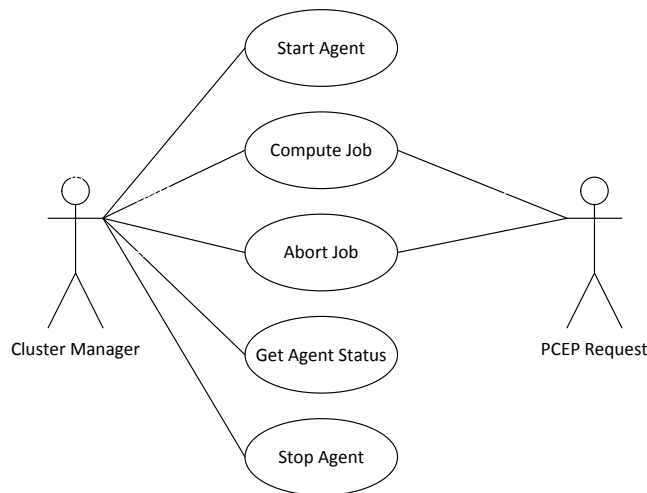 Start Agent
Compute Job
Abort Job
Cluster Manager
PCEP Request
Get Agent Status
Stop Agent